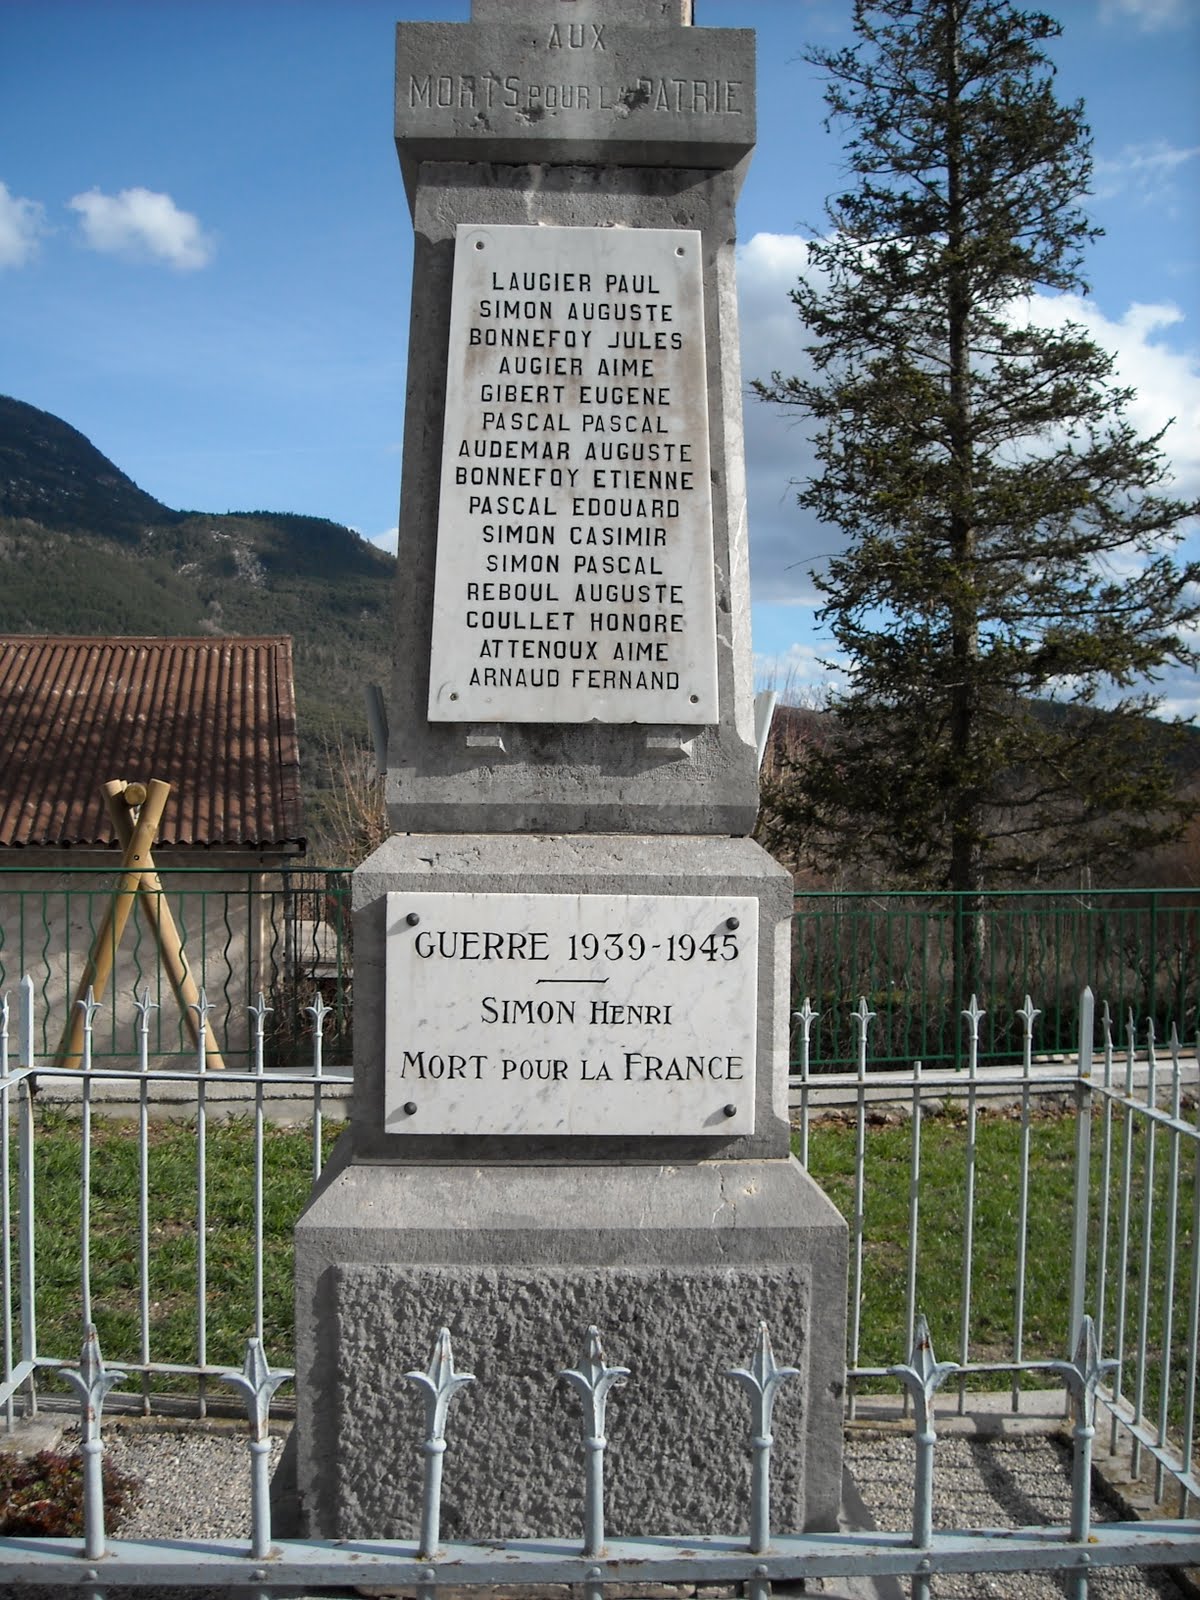 AUX
MORTS POUR LA PATRIE
LAUGIER PAUL
SIMON AUGUSTE
BONNEFOY JULES
AUGIER AIME
GIBERT EUGENE
PASCAL PASCAL
AUDEMAR AUGUSTE
BONNEFOY ETIENNE
PASCAL EDOUARD
SIMON CASIMIR
SIMON PASCAL
REBOUL AUGUSTE
COULLET HONORE
ATTENOUX AIME
ARNAUD FERNAND
GUERRE 1939-1945
SIMON HENRI
MORT POUR LA FRANCE